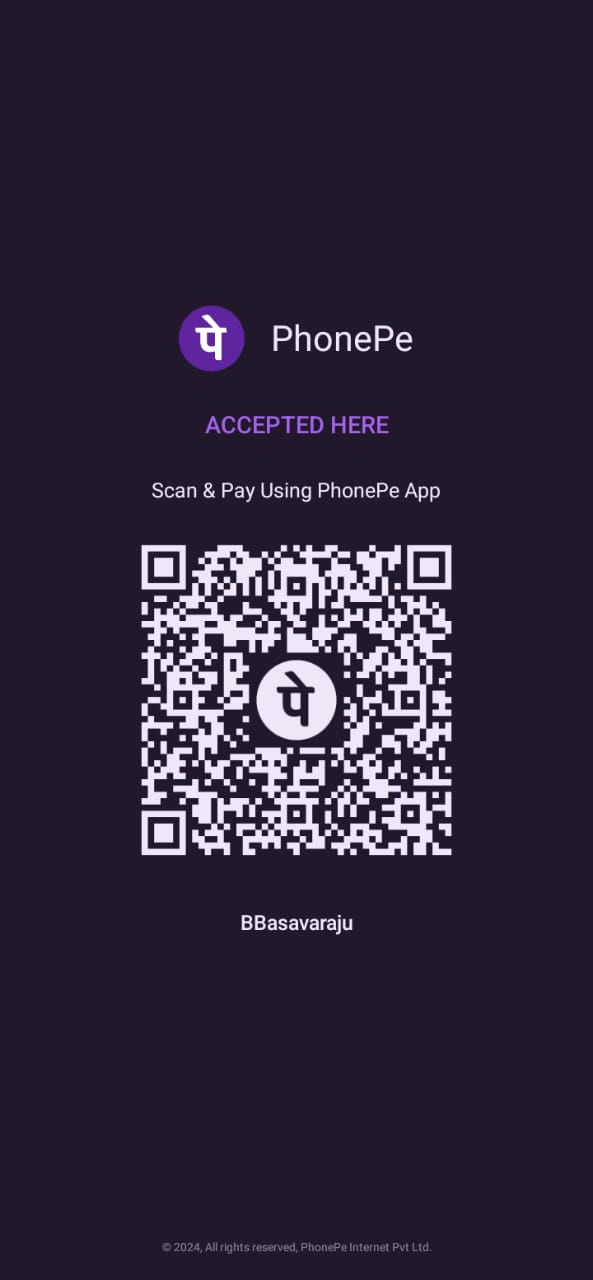 पे PhonePe
ACCEPTED HERE
Scan & Pay Using PhonePe App
पे
BBasavaraju
© 2024, All rights reserved, PhonePe Internet Pvt Ltd.